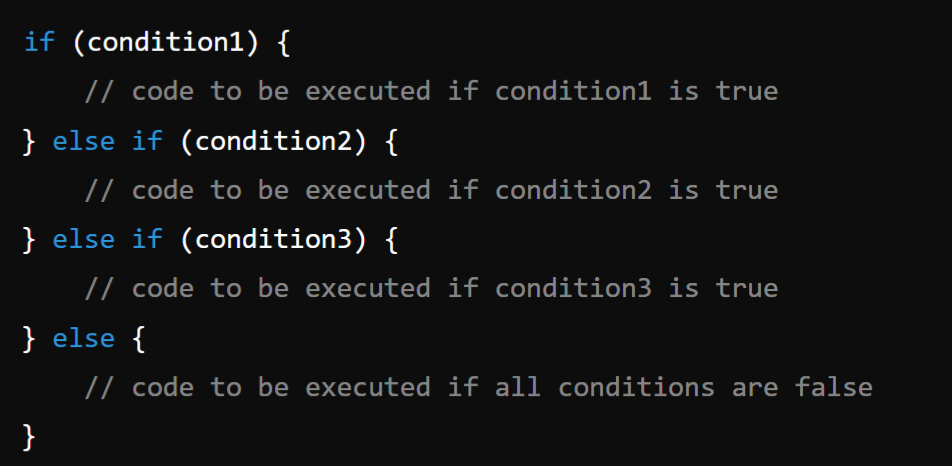 if (condition1) {
    // code to be executed if condition1 is true
} else if (condition2) {
    // code to be executed if condition2 is true
} else if (condition3) {
    // code to be executed if condition3 is true
} else {
    // code to be executed if all conditions are false
}